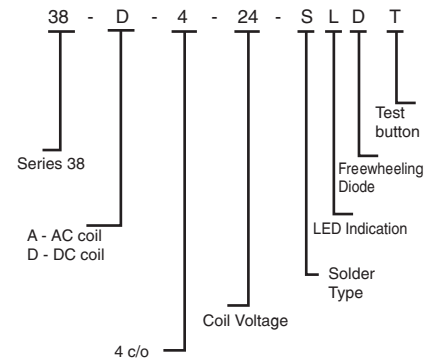 38 - D - 4 - 24 - S L D T
Test
button
Series 38
Freewheeling
Diode
A - AC coil
D - DC coil
LED Indication
Solder
Type
Coil Voltage
4 c/o